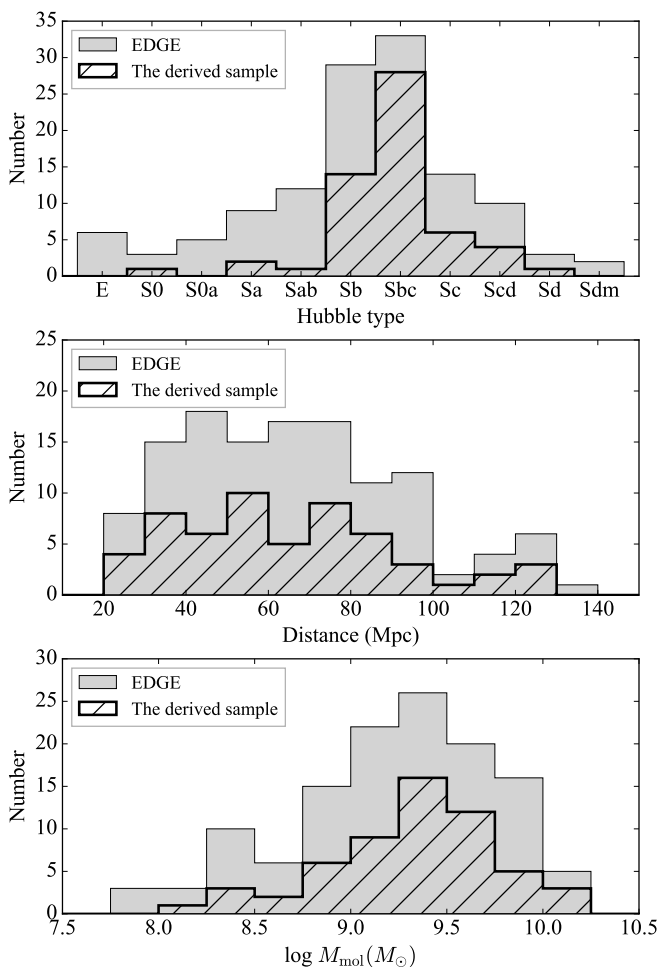 35
30
25
20
15
10
5
0
Number
EDGE
The derived sample
E S0 S0a Sa Sab Sb Sbc Sc Scd Sd Sdm
Hubble type
25
20
15
10
5
0
Number
EDGE
The derived sample
20 40 60 80 100 120 140
Distance (Mpc)
30
25
20
15
10
5
0
Number
EDGE
The derived sample
7.5 8.0 8.5 9.0 9.5 10.0 10.5
log M_mol(M_⊙)